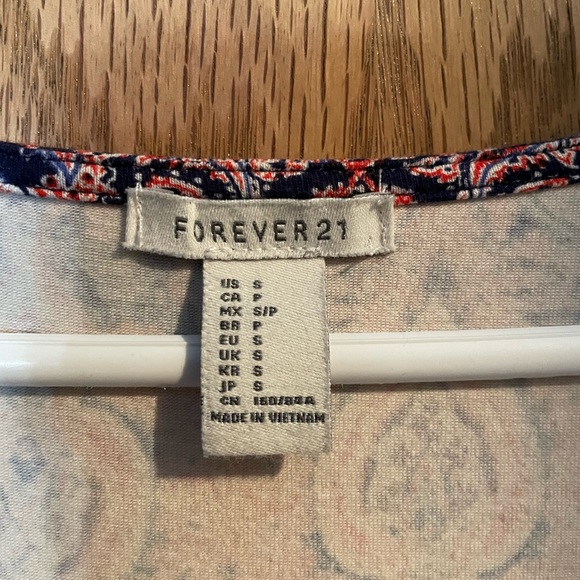 FOREVER 21
US S
CA P
MX S/P
BR P
EU S
UK S
KR S
JP S
CN 160/84A
MADE IN VIETNAM